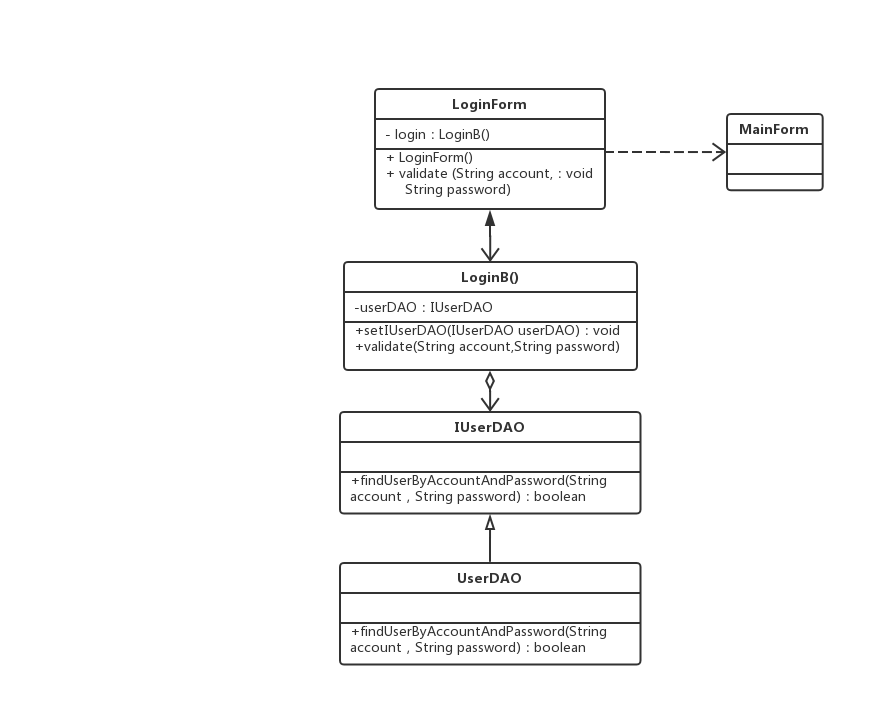 LoginForm
- login : LoginB()
+ LoginForm()
+ validate (String account, : void
String password)
MainForm
LoginB()
-userDAO : IUserDAO
+setIUserDAO(IUserDAO userDAO) : void
+validate(String account,String password)
IUserDAO
+findUserByAccountAndPassword(String
account , String password) : boolean
UserDAO
+findUserByAccountAndPassword(String
account , String password) : boolean